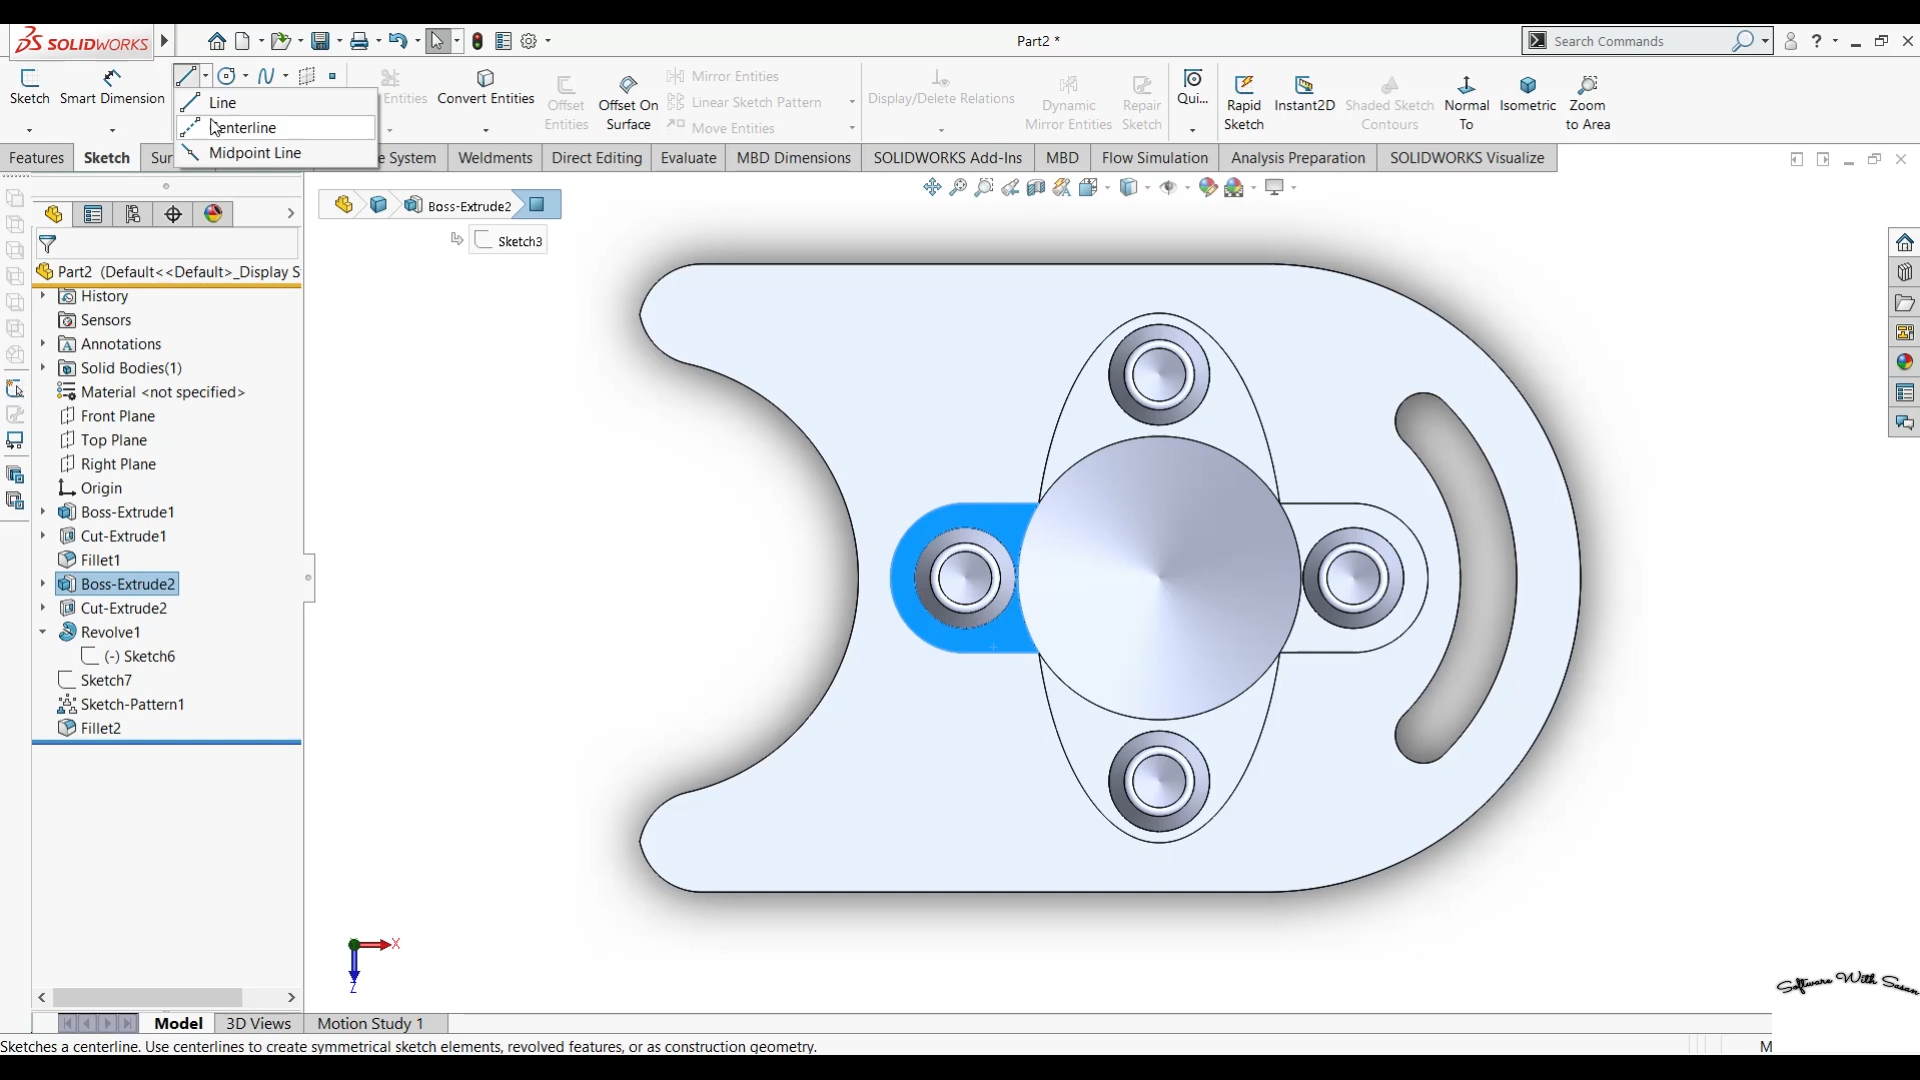 SOLIDWORKS
Part2 *
Search Commands
Sketch
Smart Dimension
Entities
Convert Entities
Offset
Entities
Offset On
Surface
Mirror Entities
Linear Sketch Pattern
Move Entities
Display/Delete Relations
Dynamic
Mirror Entities
Repair
Sketch
Qui...
Rapid
Sketch
Instant2D
Shaded Sketch
Contours
Normal
To
Isometric
Zoom
to Area
Line
Centerline
Midpoint Line
Features
Sketch
Sur
e System
Weldments
Direct Editing
Evaluate
MBD Dimensions
SOLIDWORKS Add-Ins
MBD
Flow Simulation
Analysis Preparation
SOLIDWORKS Visualize
Boss-Extrude2
Sketch3
Part2 (Default<<Default>_Display S
History
Sensors
Annotations
Solid Bodies(1)
Material <not specified>
Front Plane
Top Plane
Right Plane
Origin
Boss-Extrude1
Cut-Extrude1
Fillet1
Boss-Extrude2
Cut-Extrude2
Revolve1
(-) Sketch6
Sketch7
Sketch-Pattern1
Fillet2
X
Z
Software With Sasan
Model
3D Views
Motion Study 1
Sketches a centerline. Use centerlines to create symmetrical sketch elements, revolved features, or as construction geometry.
M